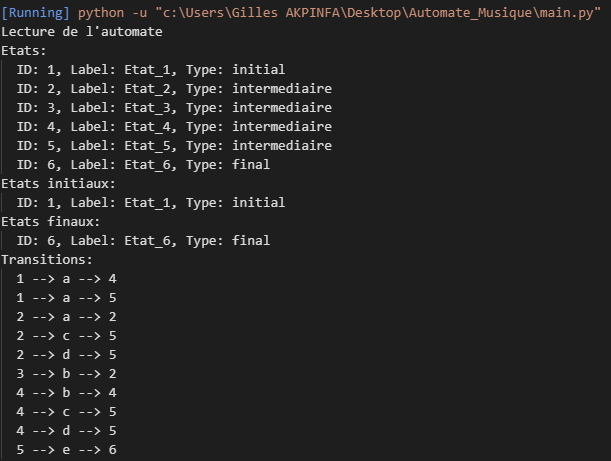 [Running] python -u "c:\Users\Gilles AKPINFA\Desktop\Automate_Musique\main.py"
Lecture de l'automate
Etats:
ID: 1, Label: Etat_1, Type: initial
ID: 2, Label: Etat_2, Type: intermediaire
ID: 3, Label: Etat_3, Type: intermediaire
ID: 4, Label: Etat_4, Type: intermediaire
ID: 5, Label: Etat_5, Type: intermediaire
ID: 6, Label: Etat_6, Type: final
Etats initiaux:
ID: 1, Label: Etat_1, Type: initial
Etats finaux:
ID: 6, Label: Etat_6, Type: final
Transitions:
1 --> a --> 4
1 --> a --> 5
2 --> a --> 2
2 --> c --> 5
2 --> d --> 5
3 --> b --> 2
4 --> b --> 4
4 --> c --> 5
4 --> d --> 5
5 --> e --> 6